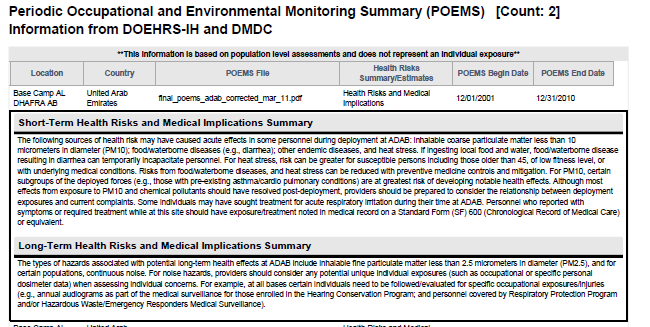 Periodic Occupational and Environmental Monitoring Summary (POEMS) [Count: 2]
Information from DOEHRS-IH and DMDC
**This information is based on population level assessments and does not represent an individual exposure**
Location Country POEMS File Health Risks Summary/Estimates POEMS Begin Date POEMS End Date
Base Camp AL DHAFRA AB United Arab Emirates final_poems_adab_corrected_mar_11.pdf Health Risks and Medical Implications 12/01/2001 12/31/2010
Short-Term Health Risks and Medical Implications Summary
The following sources of health risk may have caused acute effects in some personnel during deployment at ADAB: inhalable coarse particulate matter less than 10
micrometers in diameter (PM10); food/waterborne diseases (e.g., diarrhea); other endemic diseases, and heat stress. If ingesting local food and water, food/waterborne disease
resulting in diarrhea can temporarily incapacitate personnel. For heat stress, risk can be greater for susceptible persons including those older than 45, of low fitness level, or
with underlying medical conditions. Risks from food/waterborne diseases, and heat stress can be reduced with preventive medicine controls and mitigation. For PM10, certain
subgroups of the deployed forces (e.g., those with pre-existing asthma/cardio pulmonary conditions) are at greatest risk of developing notable health effects. Although most
effects from exposure to PM10 and chemical pollutants should have resolved post-deployment, providers should be prepared to consider the relationship between deployment
exposures and current complaints. Some individuals may have sought treatment for acute respiratory irritation during their time at ADAB. Personnel who reported with
symptoms or required treatment while at this site should have exposure/treatment noted in medical record on a Standard Form (SF) 600 (Chronological Record of Medical Care)
or equivalent.
Long-Term Health Risks and Medical Implications Summary
The types of hazards associated with potential long-term health effects at ADAB include inhalable fine particulate matter less than 2.5 micrometers in diameter (PM2.5), and for
certain populations, continuous noise. For noise hazards, providers should consider any potential unique individual exposures (such as occupational or specific personal
dosimeter data) when assessing individual concerns. For example, at all bases certain individuals need to be followed/evaluated for specific occupational exposures/injuries
(e.g., annual audiograms as part of the medical surveillance for those enrolled in the Hearing Conservation Program; and personnel covered by Respiratory Protection Program
and/or Hazardous Waste/Emergency Responders Medical Surveillance).